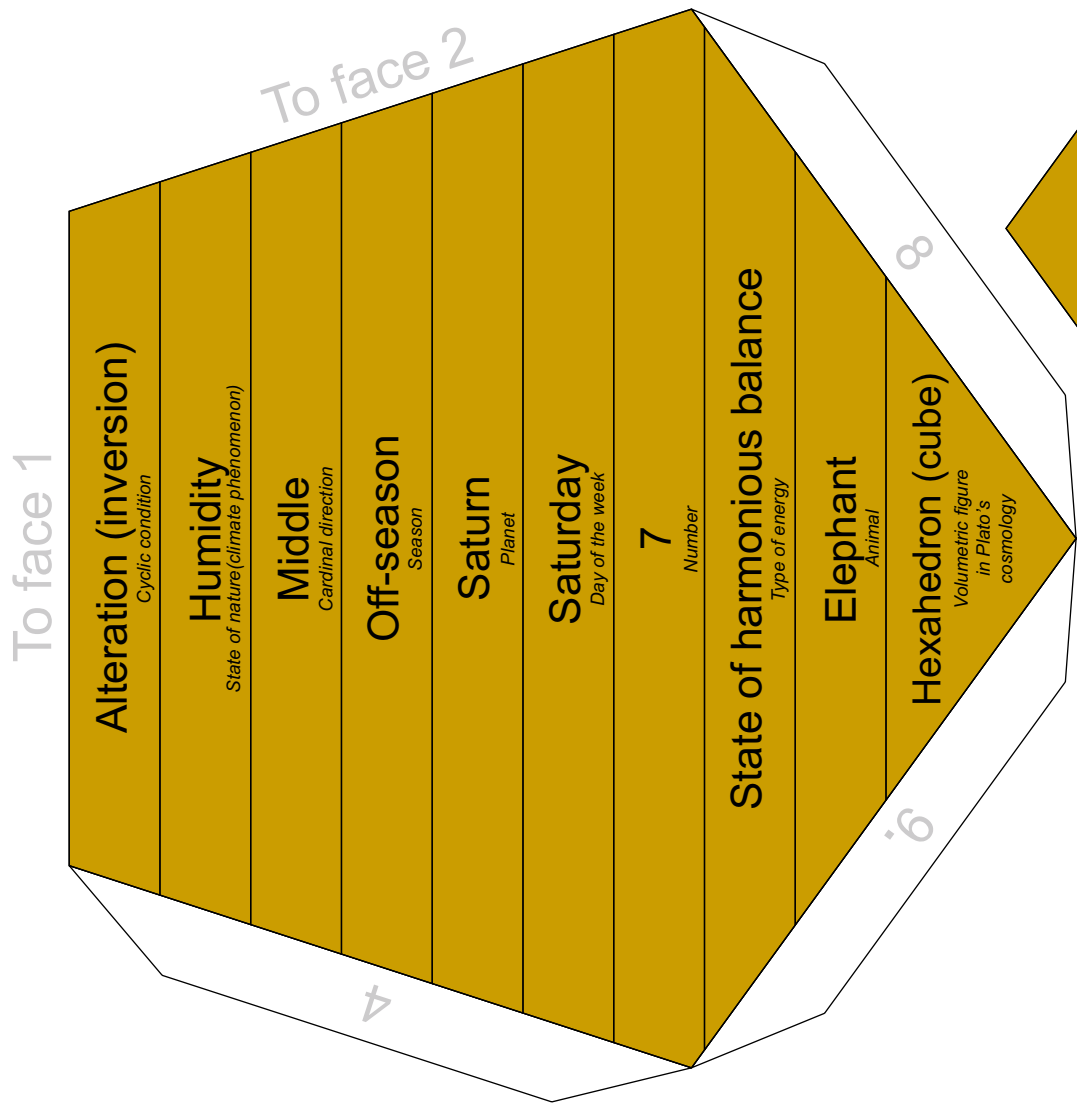 To face 1
To face 2
Alteration (inversion)
Cyclic condition
Humidity
State of nature(climate phenomenon)
Middle
Cardinal direction
Off-season
Season
Saturn
Planet
Saturday
Day of the week
7
Number
State of harmonious balance
Type of energy
Elephant
Animal
Hexahedron (cube)
Volumetric figure
in Plato's
cosmology
4
8
9.